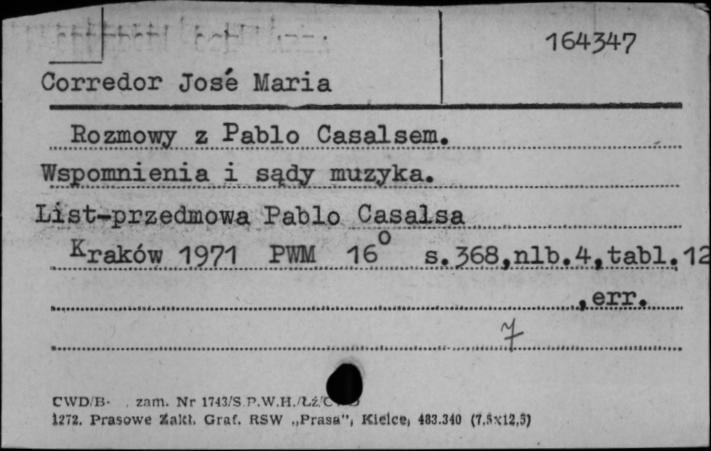 164347
Corredor José Maria
Rozmowy z Pablo Casalsem.
Wspomnienia i sądy muzyka.
List-przedmowa Pablo Casalsa
Kraków 1971 PWM 16° s.368,nlb.4,tabl.12
,err.
7
CWD/B- zam. Nr 1743/S P.W.H./Łź/
1272. Prasowe Zakł. Graf. RSW „Prasa", Kielce, 483.340 (7,5x12,5)